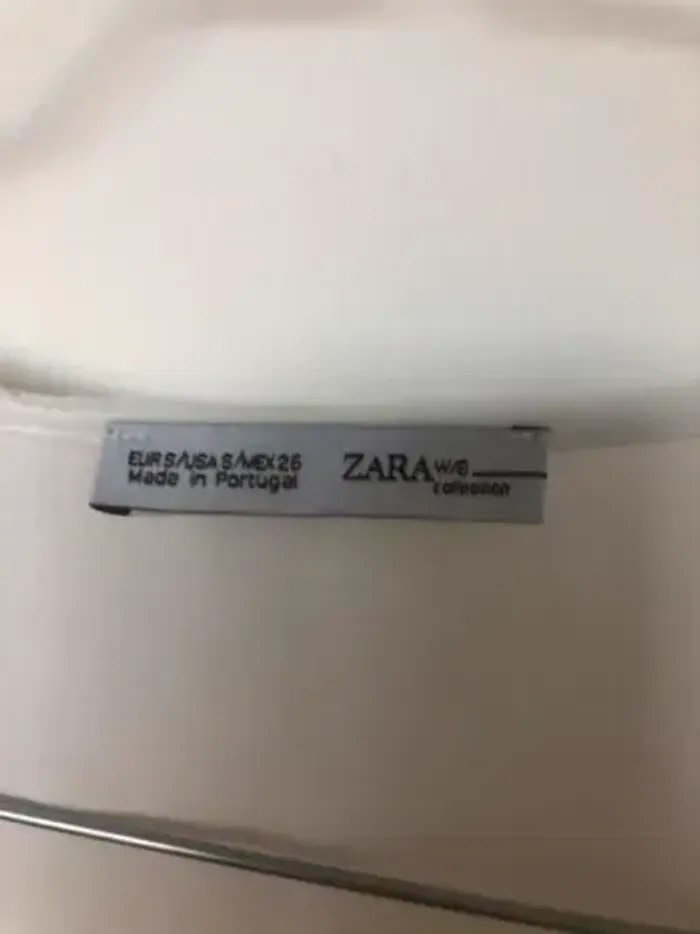 EUR S/USA S/MEX 26
Made in Portugal
ZARA W/B
collection